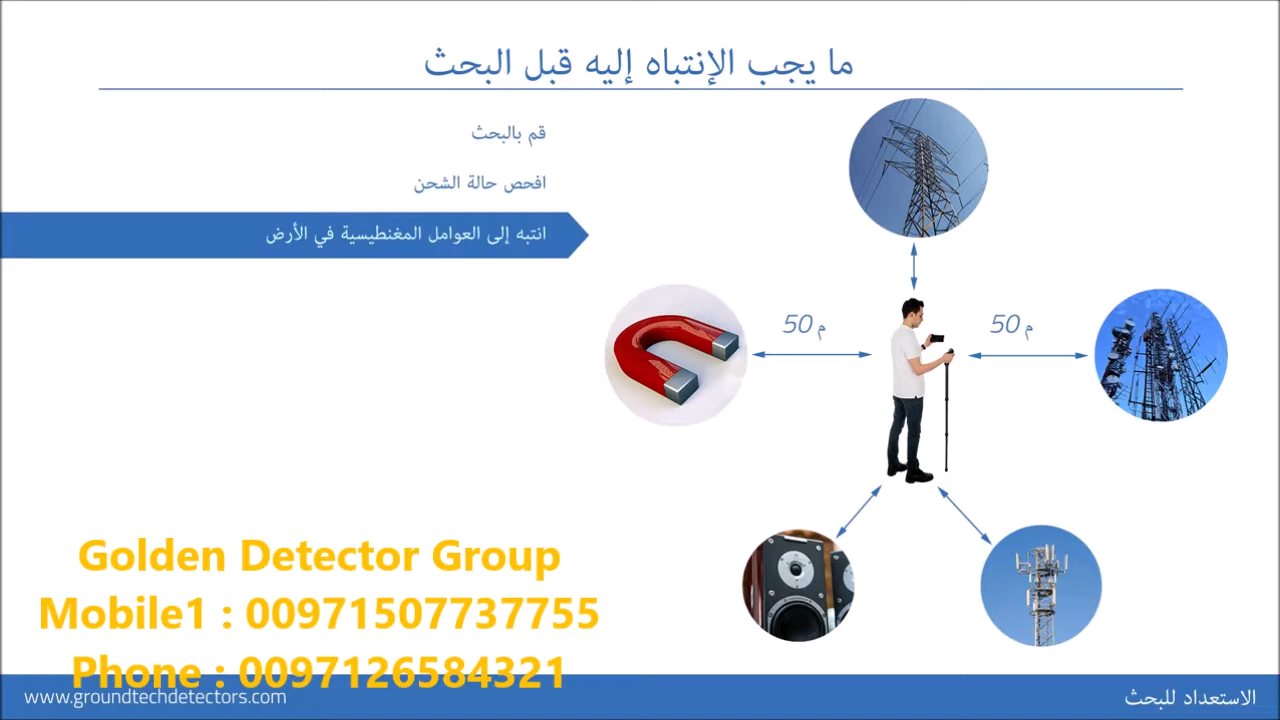 ما يجب الإنتباه إليه قبل البحث
قم بالبحث
افحص حالة الشحن
انتبه إلى العوامل المغنطيسية في الأرض
50 م
50 م
Golden Detector Group
Mobile1 : 00971507737755
Phone : 0097126584321
www.groundtechdetectors.com
الاستعداد للبحث